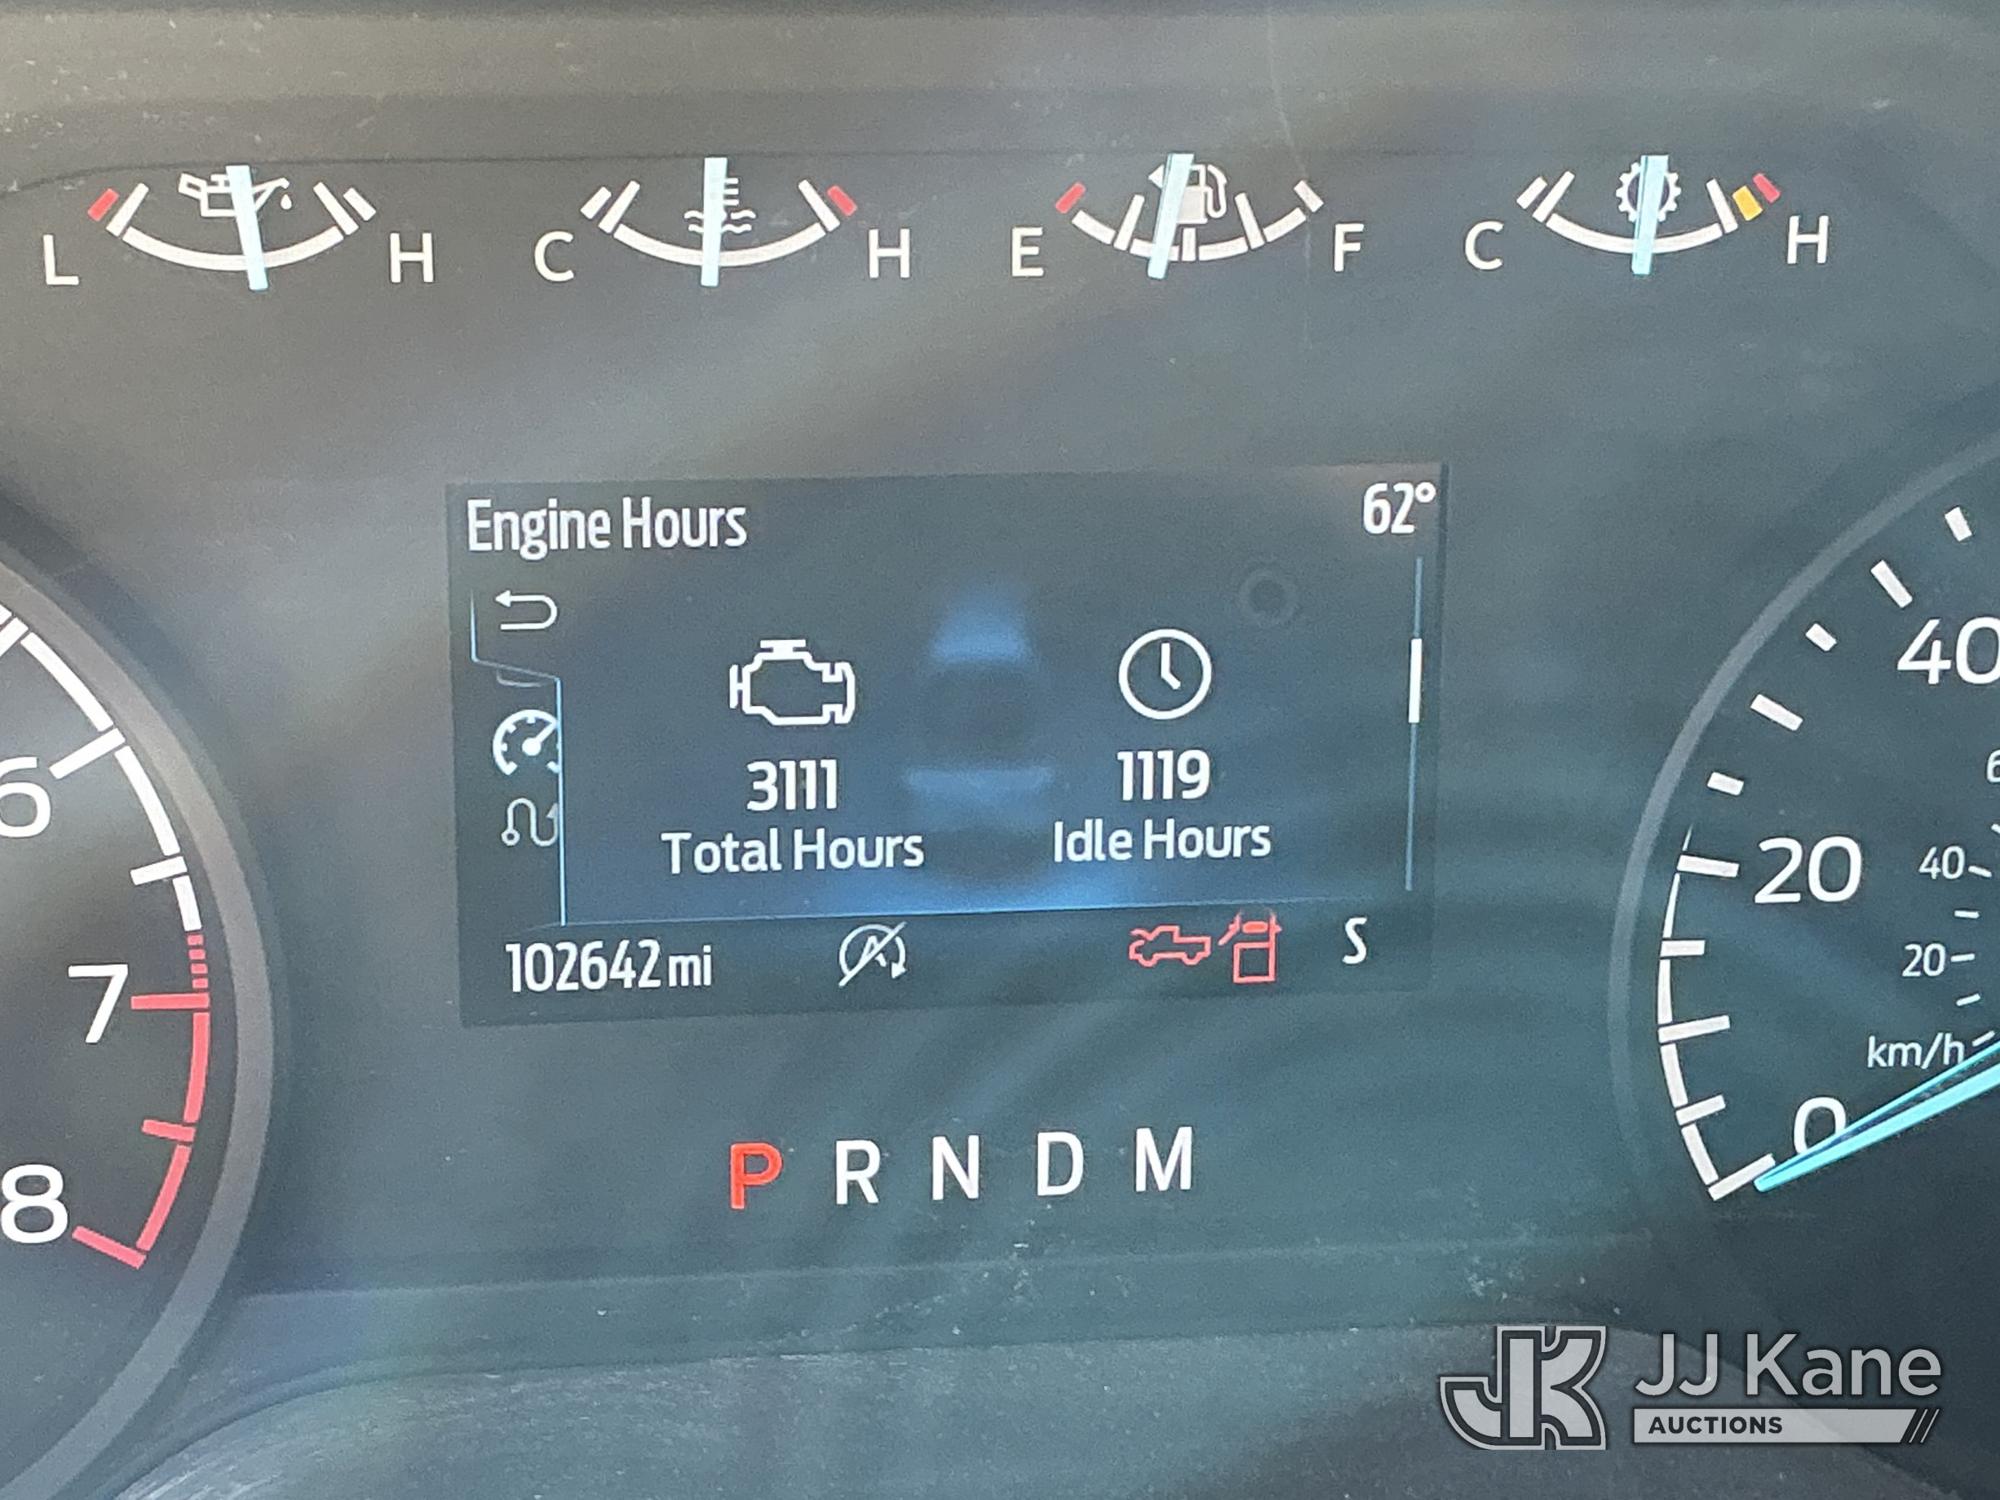 L H C H E F C H
Engine Hours 62°
3111 1119
Total Hours Idle Hours
102642 mi S
P R N D M
6
7
8
40
20
0
40
20
km/h
JK JJ Kane
AUCTIONS